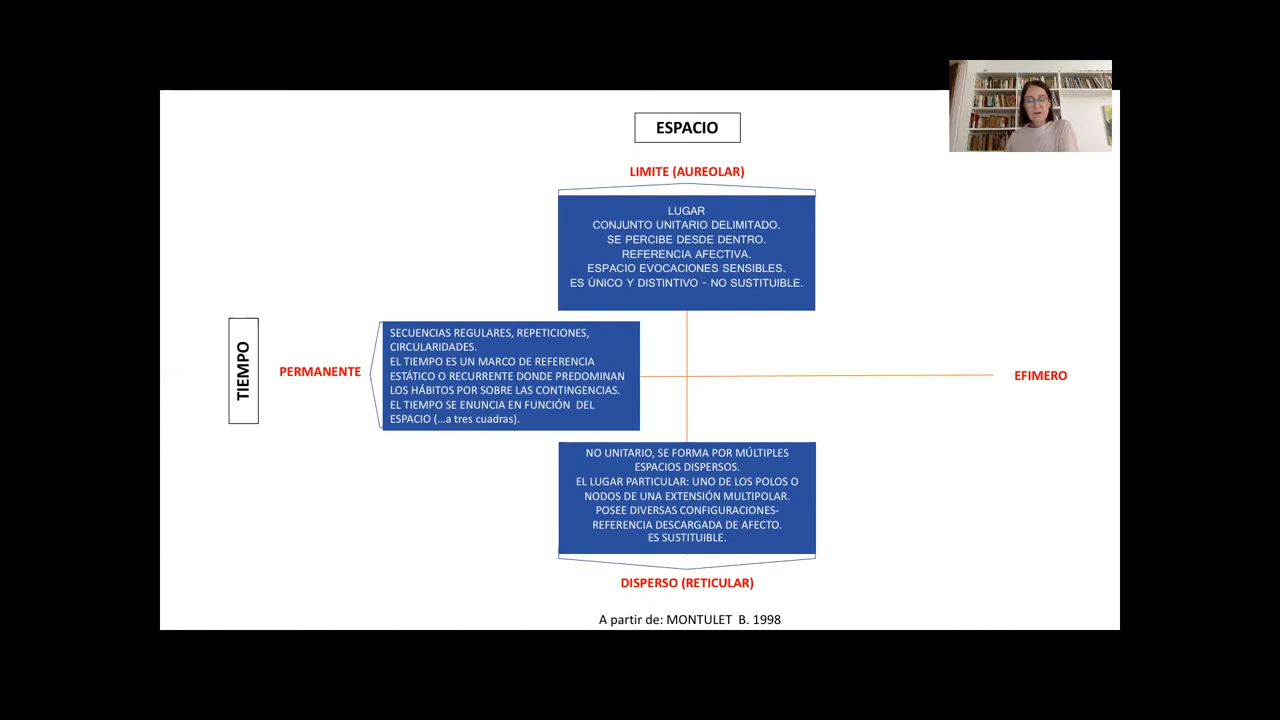 ESPACIO
LIMITE (AUREOLAR)
LUGAR
CONJUNTO UNITARIO DELIMITADO.
SE PERCIBE DESDE DENTRO.
REFERENCIA AFECTIVA.
ESPACIO EVOCACIONES SENSIBLES.
ES ÚNICO Y DISTINTIVO - NO SUSTITUIBLE.
TIEMPO
PERMANENTE
SECUENCIAS REGULARES, REPETICIONES,
CIRCULARIDADES.
EL TIEMPO ES UN MARCO DE REFERENCIA
ESTÁTICO O RECURRENTE DONDE PREDOMINAN
LOS HÁBITOS POR SOBRE LAS CONTINGENCIAS.
EL TIEMPO SE ENUNCIA EN FUNCIÓN DEL
ESPACIO (...a tres cuadras).
EFIMERO
NO UNITARIO, SE FORMA POR MÚLTIPLES
ESPACIOS DISPERSOS.
EL LUGAR PARTICULAR: UNO DE LOS POLOS O
NODOS DE UNA EXTENSIÓN MULTIPOLAR.
POSEE DIVERSAS CONFIGURACIONES-
REFERENCIA DESCARGADA DE AFECTO.
ES SUSTITUIBLE.
DISPERSO (RETICULAR)
A partir de: MONTULET B. 1998